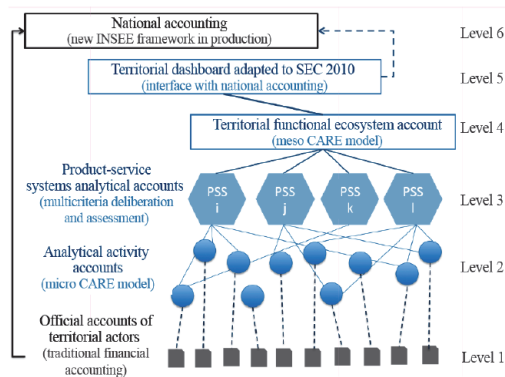 National accounting
(new INSEE framework in production)
Level 6
Territorial dashboard adapted to SEC 2010
(interface with national accounting)
Level 5
Territorial functional ecosystem account
(meso CARE model)
Level 4
Product-service
systems analytical accounts
(multicriteria deliberation
and assessment)
PSS
i
PSS
j
PSS
k
PSS
l
Level 3
Analytical activity
accounts
(micro CARE model)
Level 2
Official accounts of
territorial actors
(traditional financial
accounting)
Level 1